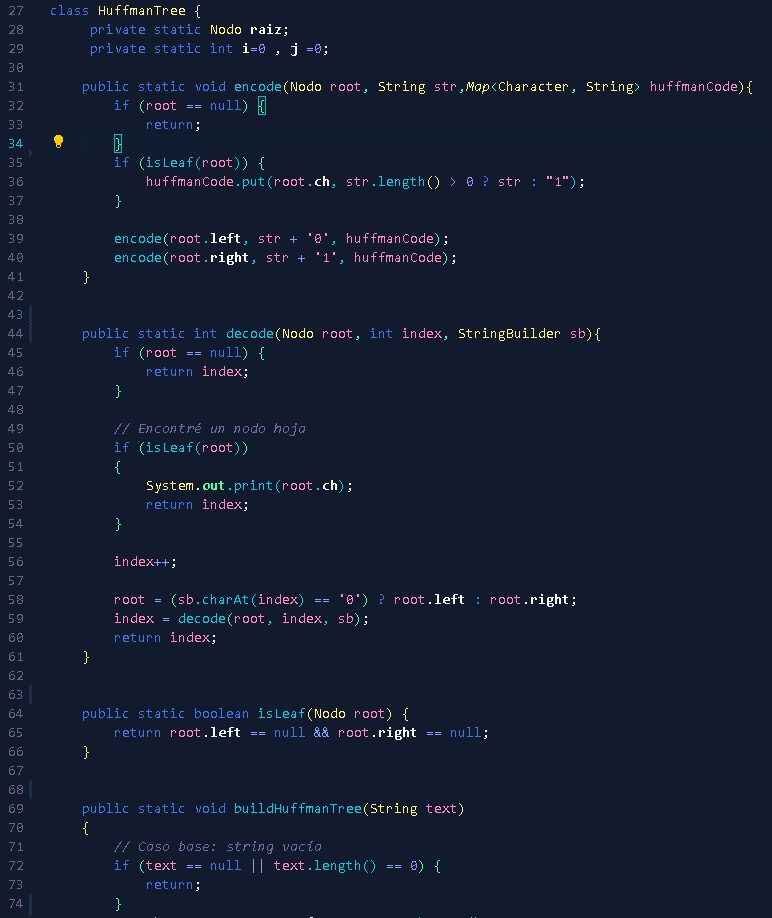 27 class HuffmanTree {
28 private static Nodo raiz;
29 private static int i=0 , j =0;
30
31 public static void encode(Nodo root, String str,Map<Character, String> huffmanCode){
32 if (root == null) {
33 return;
34 }
35 if (isLeaf(root)) {
36 huffmanCode.put(root.ch, str.length() > 0 ? str : "1");
37 }
38
39 encode(root.left, str + '0', huffmanCode);
40 encode(root.right, str + '1', huffmanCode);
41 }
42
43
44 public static int decode(Nodo root, int index, StringBuilder sb){
45 if (root == null) {
46 return index;
47 }
48
49 // Encontré un nodo hoja
50 if (isLeaf(root))
51 {
52 System.out.print(root.ch);
53 return index;
54 }
55
56 index++;
57
58 root = (sb.charAt(index) == '0') ? root.left : root.right;
59 index = decode(root, index, sb);
60 return index;
61 }
62
63
64 public static boolean isLeaf(Nodo root) {
65 return root.left == null && root.right == null;
66 }
67
68
69 public static void buildHuffmanTree(String text)
70 {
71 // Caso base: string vacía
72 if (text == null || text.length() == 0) {
73 return;
74 }